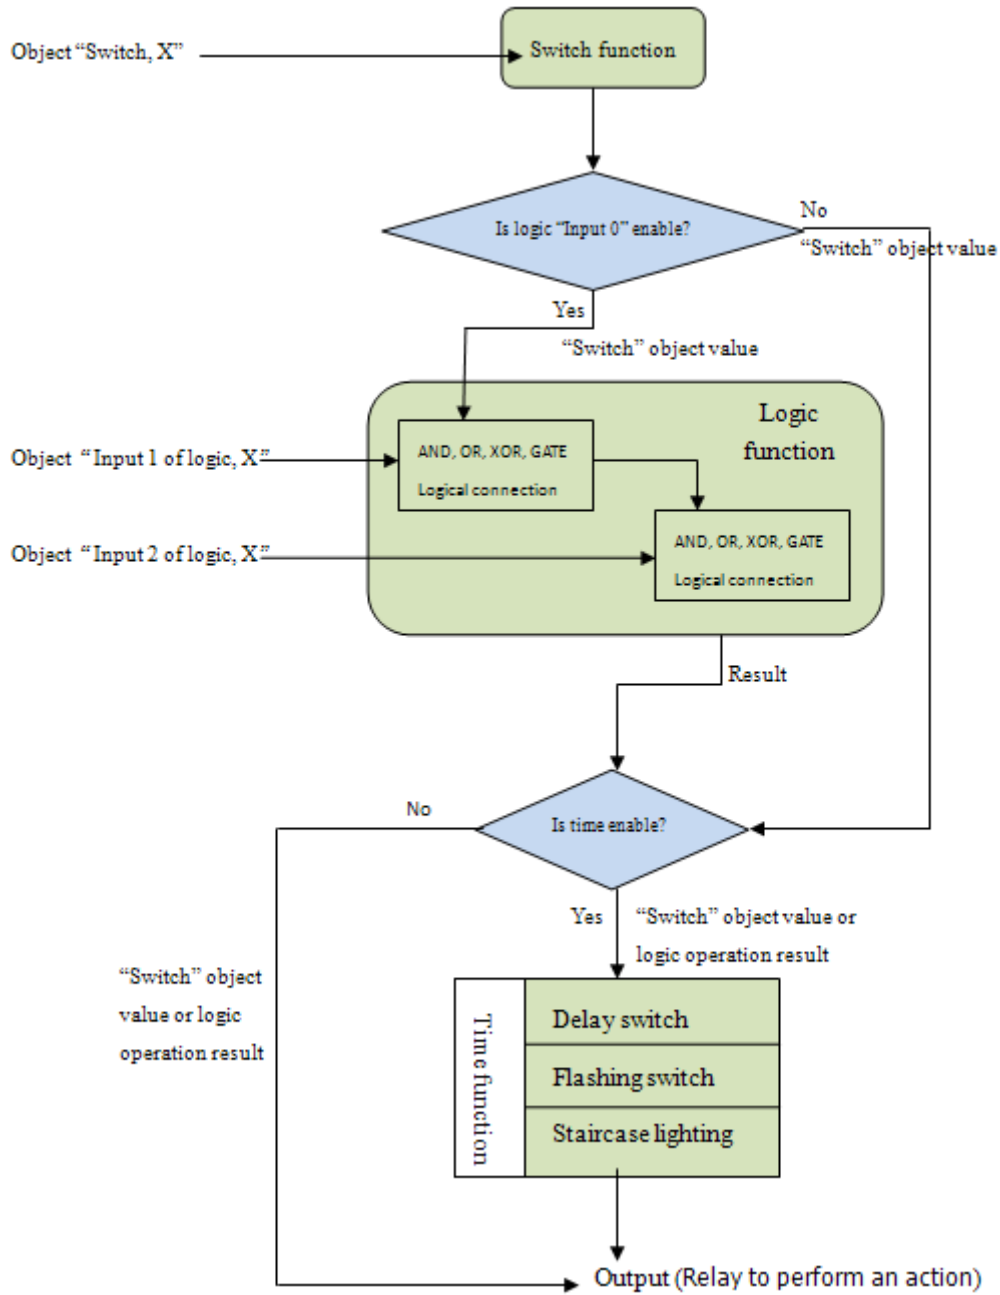 Object “Switch, X”
Switch function
Is logic “Input 0” enable?
No
“Switch” object value
Yes
“Switch” object value
Logic
function
Object “Input 1 of logic, X”
AND, OR, XOR, GATE
Logical connection
Object “Input 2 of logic, X”
AND, OR, XOR, GATE
Logical connection
Result
No
Is time enable?
Yes
“Switch” object value or
logic operation result
“Switch” object
value or logic
operation result
Time function
Delay switch
Flashing switch
Staircase lighting
Output (Relay to perform an action)